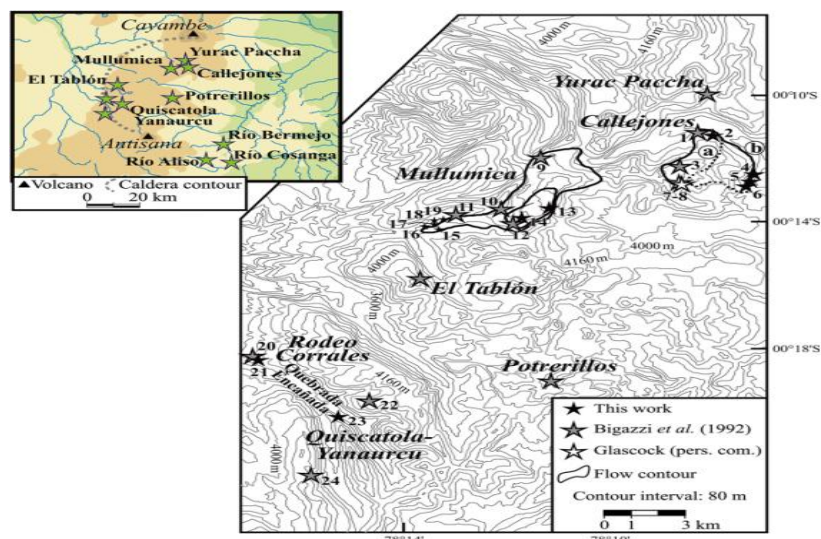 Cayambe
Yurac Paccha
Mullumica
Callejones
El Tablón
Potrerillos
Quiscatola
Yanaurcu
Antisana
Río Bermejo
Río Aliso
Río Cosanga
Volcano
Caldera contour
0 20 km
4000 m
4160 m
Yurac Paccha
00°10'S
Callejones
1
2
a
b
3
5
6
7-8
Mullumica
9
10
11
18 19
17
16
15
12
14
13
00°14'S
4000 m
4000 m
4160 m
3600 m
El Tablón
00°18'S
20
21
Rodeo
Corrales
Quebrada
Encañada
4160 m
22
23
Potrerillos
Quiscatola-
Yanaurcu
4000 m
24
This work
Bigazzi et al. (1992)
Glascock (pers. com.)
Flow contour
Contour interval: 80 m
0 1 3 km